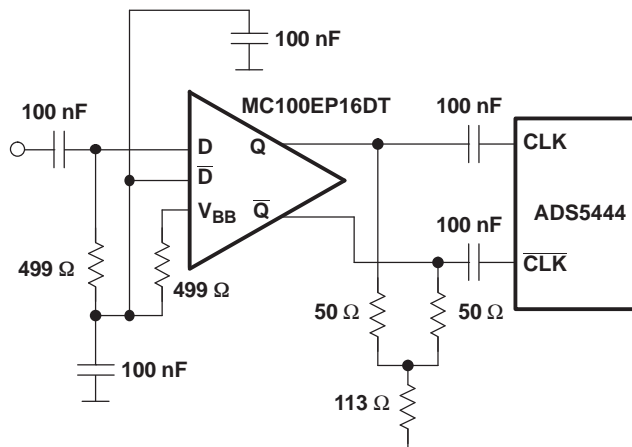 100 nF
MC100EP16DT
100 nF
100 nF
D
Q
CLK
D̅
ADS5444
V_BB
Q̅
100 nF
C̅L̅K̅
499 Ω
499 Ω
50 Ω
50 Ω
100 nF
113 Ω